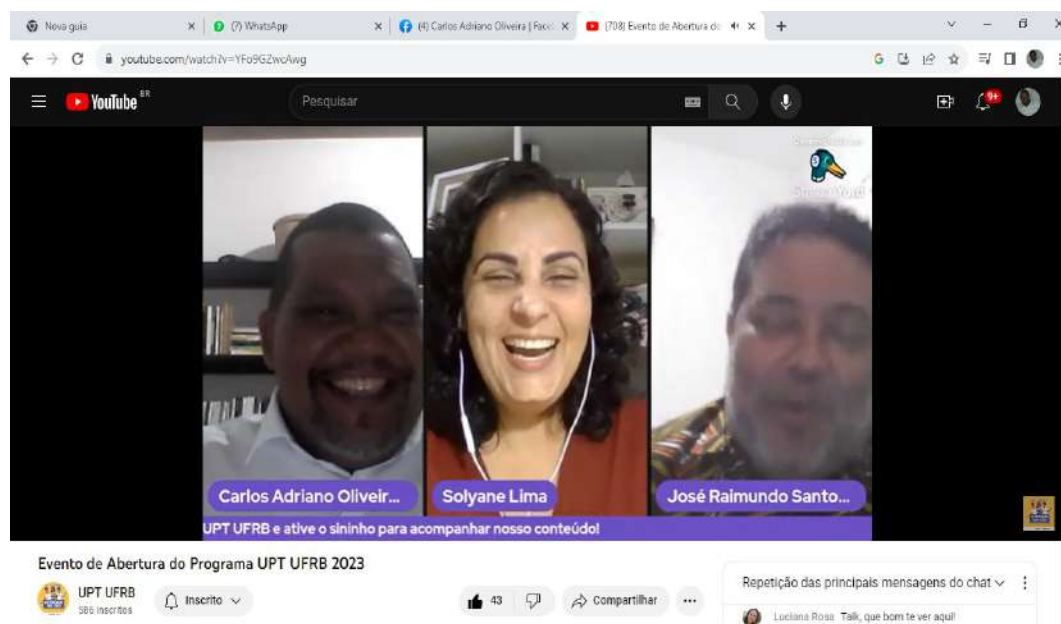 Nova guia
(7) WhatsApp
(4) Carlos Adriano Oliveira | Face
(708) Evento de Abertura do
youtube.com/watch?v=YFo9GZwcAwg
YouTube BR
Pesquisar
9+
Carlos Adriano Oliveir...
Solyane Lima
José Raimundo Santo...
UPT UFRB e ative o sininho para acompanhar nosso conteúdo!
Evento de Abertura do Programa UPT UFRB 2023
UPT UFRB
586 inscritos
Inscrito
43
Compartilhar
Repetição das principais mensagens do chat
Luciana Rosa Taik, que bom te ver aqui!